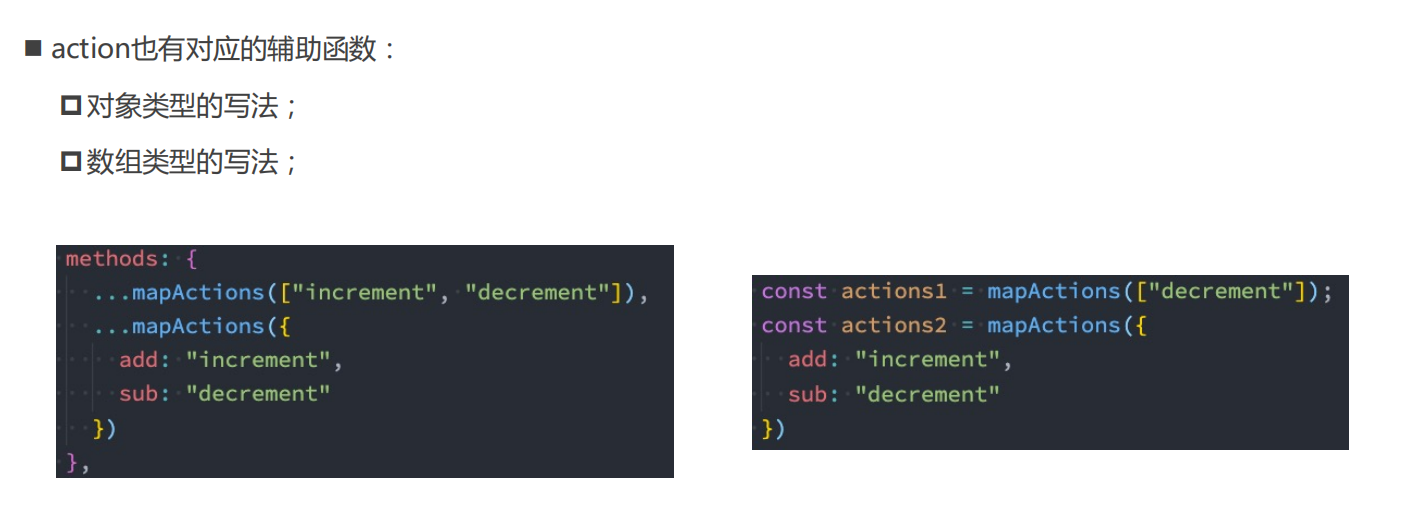 action也有对应的辅助函数：
对象类型的写法；
数组类型的写法；
methods: {
...mapActions(["increment", "decrement"]),
...mapActions({
add: "increment",
sub: "decrement"
})
},
const actions1 = mapActions(["decrement"]);
const actions2 = mapActions({
add: "increment",
sub: "decrement"
})